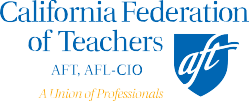 California Federation
of Teachers
AFT, AFL-CIO
aft
A Union of Professionals